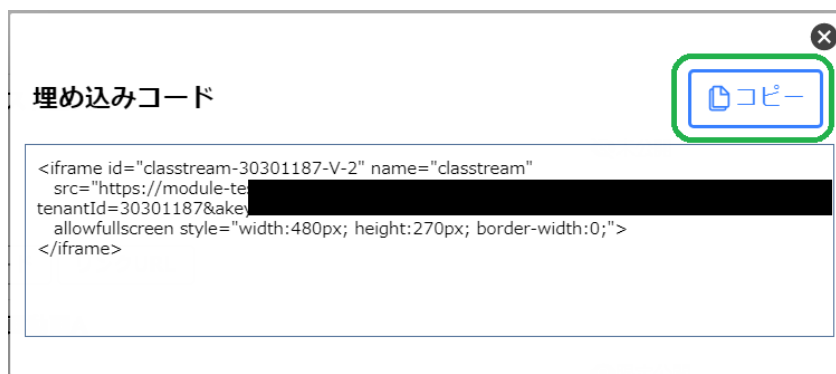 埋め込みコード
コピー
<iframe id="classtream-30301187-V-2" name="classtream"
src="https://module-te
tenantId=30301187&akey
allowfullscreen style="width:480px; height:270px; border-width:0;">
</iframe>